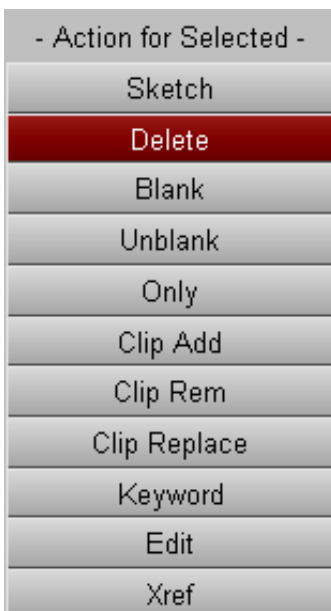 - Action for Selected -
Sketch
Delete
Blank
Unblank
Only
Clip Add
Clip Rem
Clip Replace
Keyword
Edit
Xref